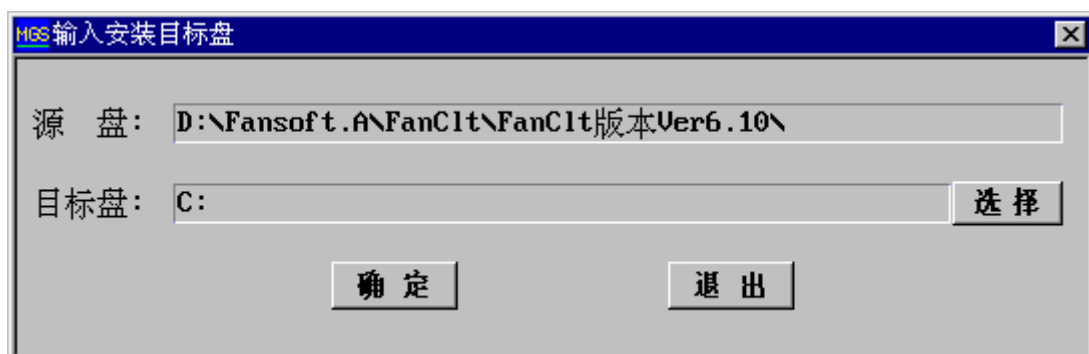 MGS输入安装目标盘
源 盘: D:\Fansoft.A\FanClt\FanClt版本Ver6.10\
目标盘: C: 选 择
确 定 退 出